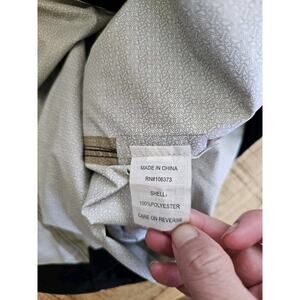 MADE IN CHINA
RN#106373
SHELL:
100%POLYESTER
CARE ON REVERSE